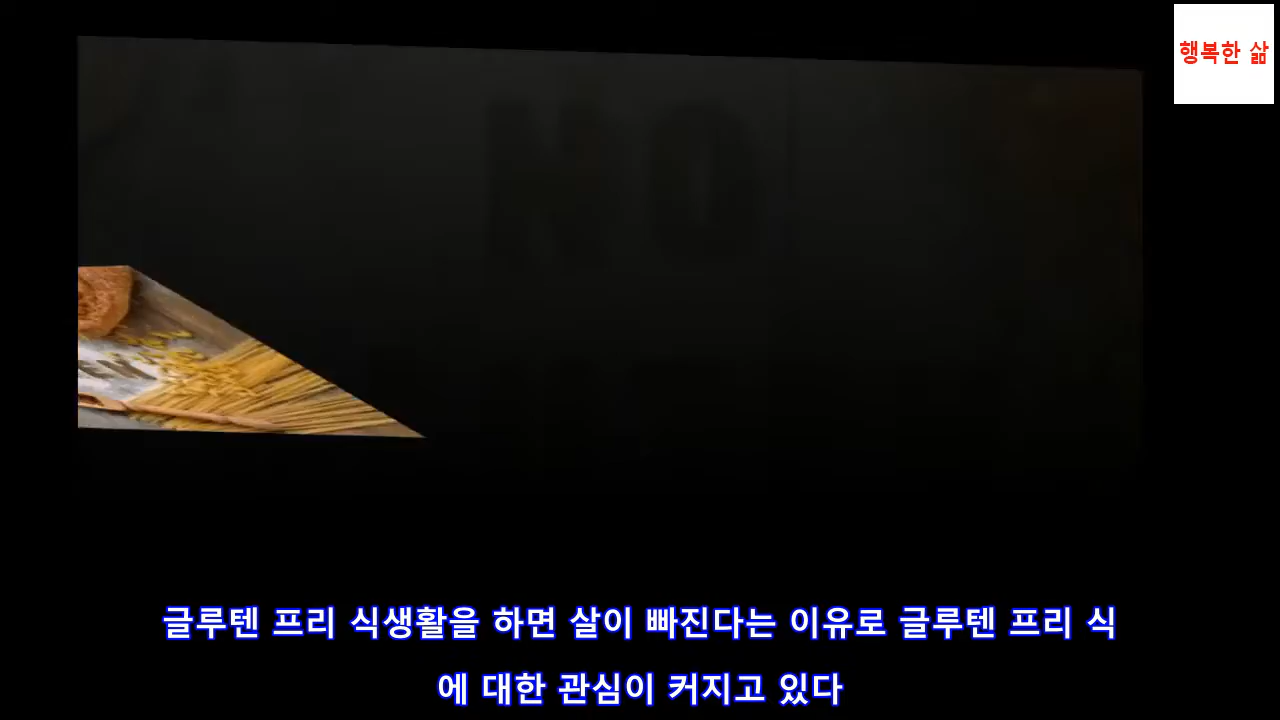 행복한 삶
NO
글루텐 프리 식생활을 하면 살이 빠진다는 이유로 글루텐 프리 식
에 대한 관심이 커지고 있다